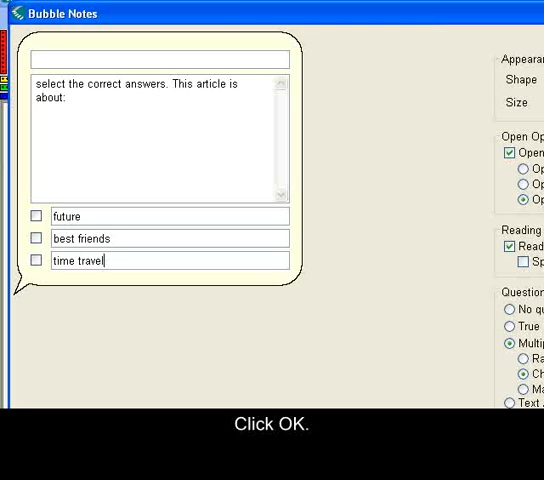 Bubble Notes
select the correct answers. This article is
about:
future
best friends
time travel
Appearan
Shape
Size
Open Op
Open
Op
Op
Op
Reading
Read
Sp
Question
No qu
True
Multip
Ra
Ch
Ma
Text
Click OK.